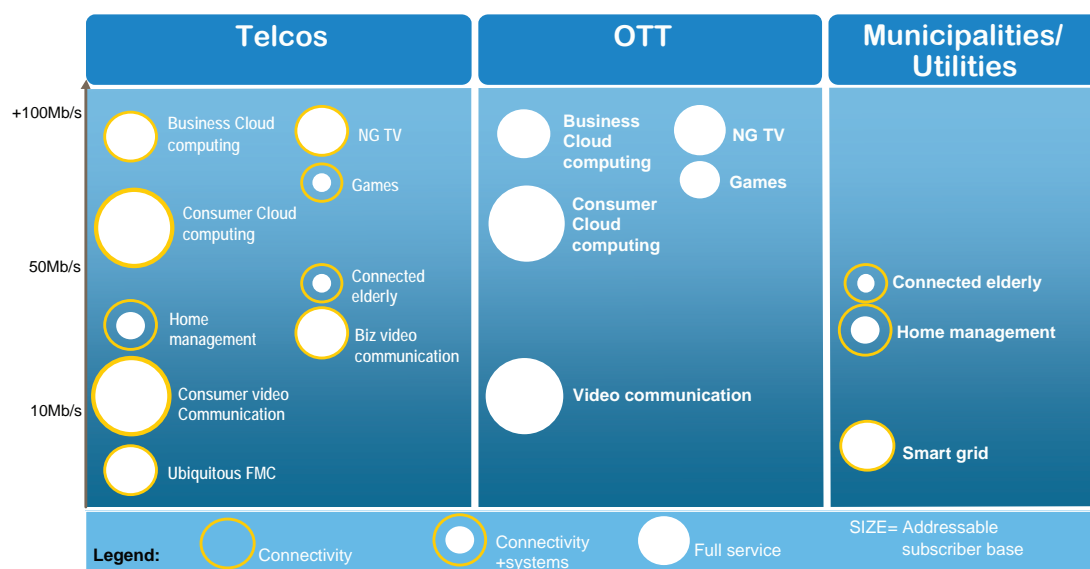 Telcos
OTT
Municipalities/
Utilities
+100Mb/s
50Mb/s
10Mb/s
Business Cloud
computing
NG TV
Games
Consumer Cloud
computing
Connected
elderly
Home
management
Biz video
communication
Consumer video
Communication
Ubiquitous FMC
Business
Cloud
computing
NG TV
Games
Consumer
Cloud
computing
Video communication
Connected elderly
Home management
Smart grid
Legend:
Connectivity
Connectivity
+systems
Full service
SIZE= Addressable
subscriber base